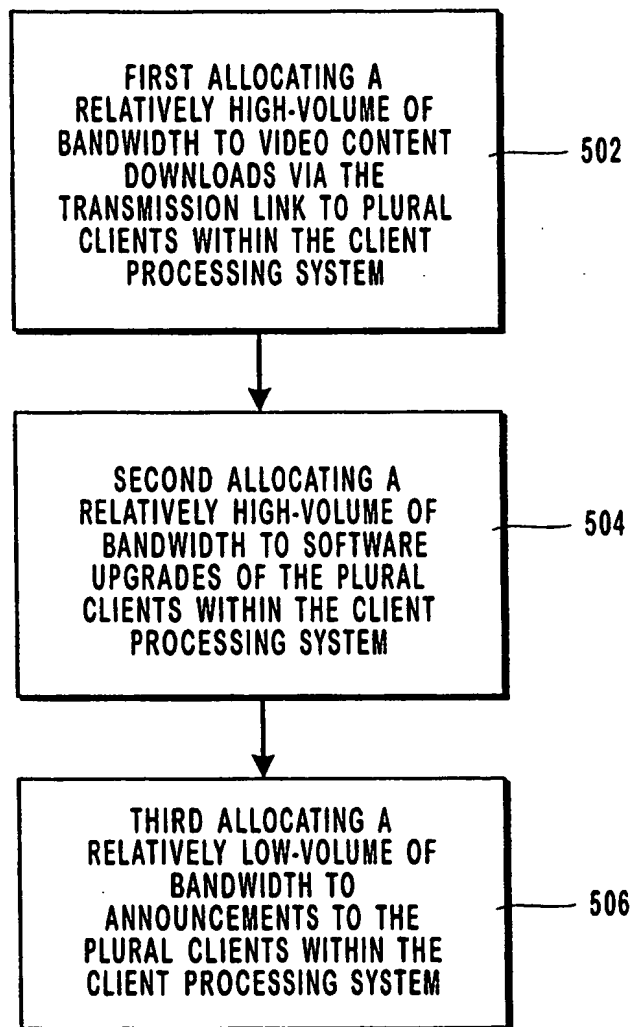 FIRST ALLOCATING A
RELATIVELY HIGH-VOLUME OF
BANDWIDTH TO VIDEO CONTENT
DOWNLOADS VIA THE
TRANSMISSION LINK TO PLURAL
CLIENTS WITHIN THE CLIENT
PROCESSING SYSTEM
502
SECOND ALLOCATING A
RELATIVELY HIGH-VOLUME OF
BANDWIDTH TO SOFTWARE
UPGRADES OF THE PLURAL
CLIENTS WITHIN THE CLIENT
PROCESSING SYSTEM
504
THIRD ALLOCATING A
RELATIVELY LOW-VOLUME OF
BANDWIDTH TO
ANNOUNCEMENTS TO THE
PLURAL CLIENTS WITHIN THE
CLIENT PROCESSING SYSTEM
506